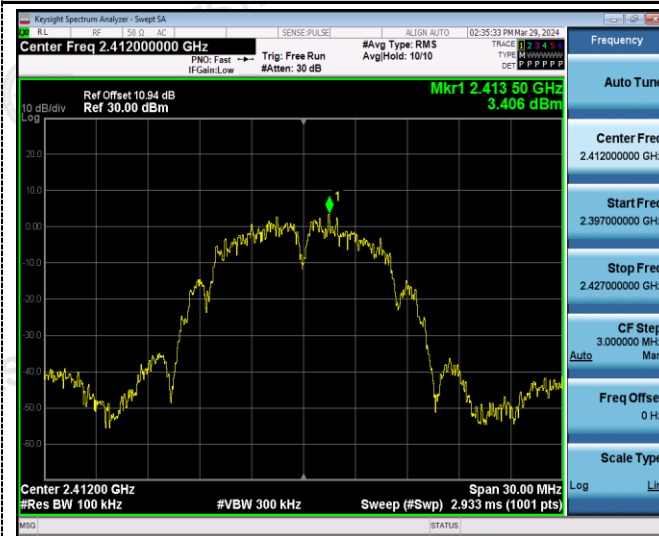 Keysight Spectrum Analyzer - Swept SA
RL RF 50 Ω AC SENSE:PULSE ALIGN AUTO 02:35:33 PM Mar 29, 2024
Center Freq 2.412000000 GHz
PNO: Fast
IFGain:Low
Trig: Free Run
#Atten: 30 dB
#Avg Type: RMS
Avg|Hold: 10/10
TRACE 1 2 3 4 5 6
TYPE M W W W W W
DET P P P P P P
Ref Offset 10.94 dB
10 dB/div Ref 30.00 dBm
Log
Mkr1 2.413 50 GHz
3.406 dBm
20.0
10.0
0.00
-10.0
-20.0
-30.0
-40.0
-50.0
-60.0
1
Center 2.41200 GHz Span 30.00 MHz
#Res BW 100 kHz #VBW 300 kHz Sweep (#Swp) 2.933 ms (1001 pts)
MSG STATUS
Frequency
Auto Tune
Center Freq
2.412000000 GHz
Start Freq
2.397000000 GHz
Stop Freq
2.427000000 GHz
CF Step
3.000000 MHz
Auto Man
Freq Offset
0 Hz
Scale Type
Log Lin